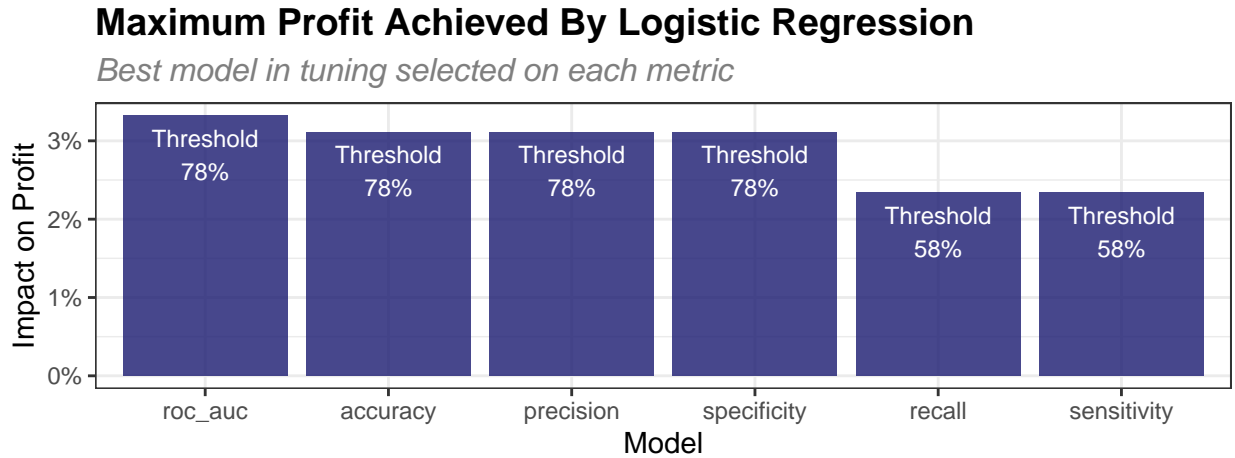 Maximum Profit Achieved By Logistic Regression
Best model in tuning selected on each metric
Impact on Profit
3%
2%
1%
0%
Threshold
78%
Threshold
78%
Threshold
78%
Threshold
78%
Threshold
58%
Threshold
58%
roc_auc
accuracy
precision
specificity
recall
sensitivity
Model